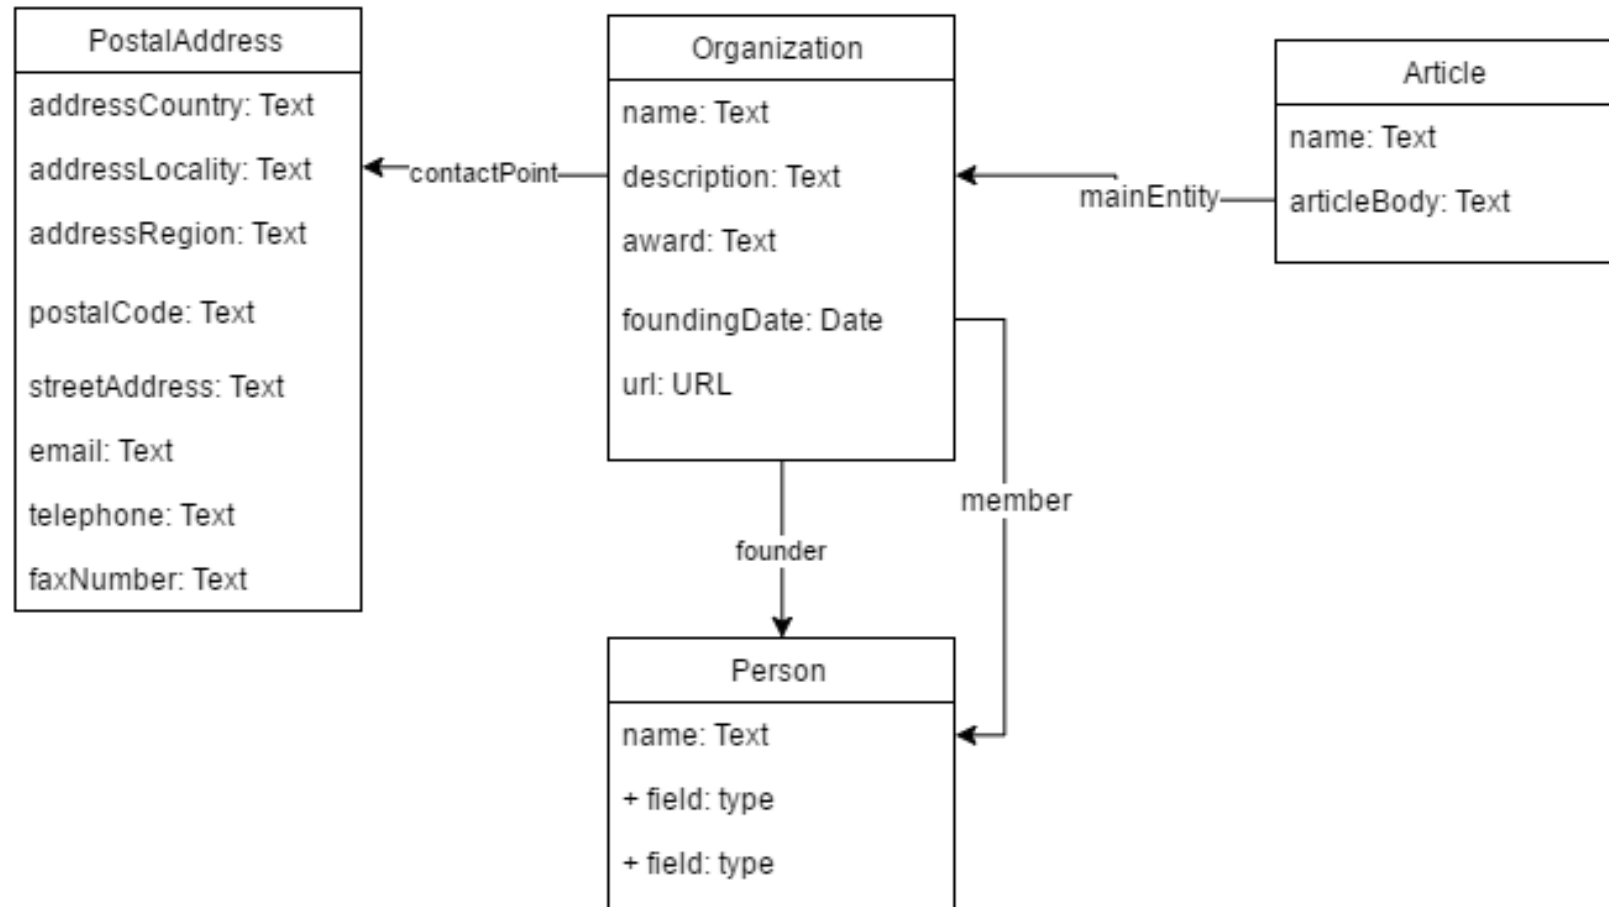 PostalAddress
addressCountry: Text
addressLocality: Text
addressRegion: Text
postalCode: Text
streetAddress: Text
email: Text
telephone: Text
faxNumber: Text
contactPoint
Organization
name: Text
description: Text
award: Text
foundingDate: Date
url: URL
mainEntity
Article
name: Text
articleBody: Text
member
founder
Person
name: Text
+ field: type
+ field: type